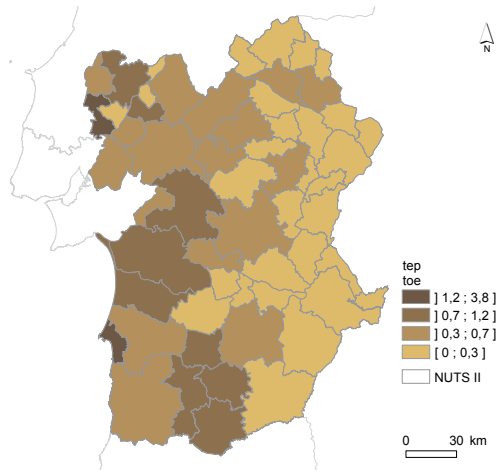 N
tep
toe
] 1,2 ; 3,8 ]
] 0,7 ; 1,2 ]
] 0,3 ; 0,7 ]
[ 0 ; 0,3 ]
NUTS II
0 30 km